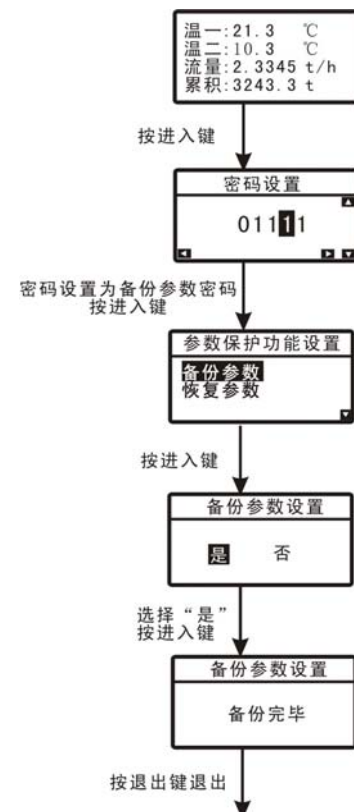 温一:21.3 ℃
温二:10.3 ℃
流量:2.3345 t/h
累积:3243.3 t
按进入键
密码设置
01111
密码设置为备份参数密码
按进入键
参数保护功能设置
备份参数
恢复参数
按进入键
备份参数设置
是 否
选择“是”
按进入键
备份参数设置
备份完毕
按退出键退出